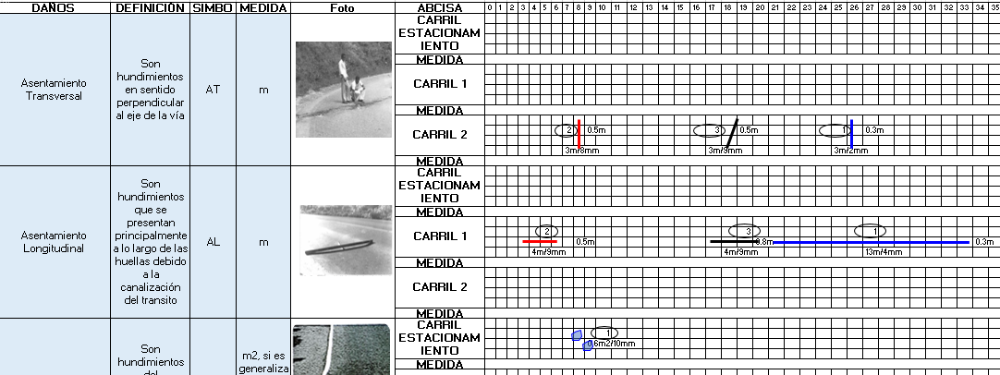 DAÑOS DEFINICIÓN SIMBO MEDIDA Foto ABCISA 0 1 2 3 4 5 6 7 8 9 10 11 12 13 14 15 16 17 18 19 20 21 22 23 24 25 26 27 28 29 30 31 32 33 34 35
Asentamiento
Transversal
Son
hundimientos
en sentido
perpendicular
al eje de la vía
AT
m
CARRIL
ESTACIONAM
IENTO
MEDIDA
CARRIL 1
MEDIDA
CARRIL 2
2 0.5m 3 0.5m 1 0.3m
3m/8mm 3m/9mm 3m/2mm
MEDIDA
Asentamiento
Longitudinal
Son
hundimientos
que se
presentan
principalmente
a lo largo de las
huellas debido
a la
canalización
del transito
AL
m
CARRIL
ESTACIONAM
IENTO
MEDIDA
CARRIL 1
2 3 1
0.5m 0.8m 0.3m
4m/9mm 4m/9mm 13m/4mm
MEDIDA
CARRIL 2
MEDIDA
Son
hundimientos
del
m2, si es
generaliza
CARRIL
ESTACIONAM
IENTO
1
0,6m2/10mm
MEDIDA